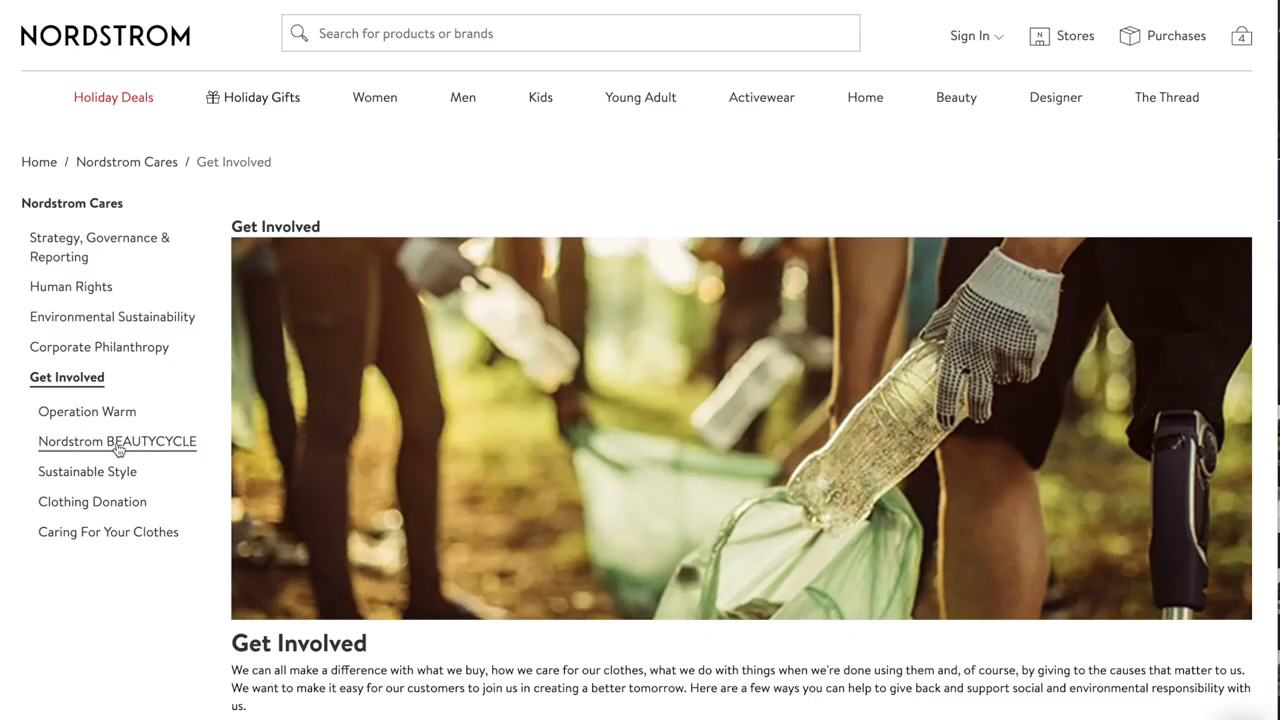 NORDSTROM
Search for products or brands
Sign In
N
Stores
Purchases
4
Holiday Deals
Holiday Gifts
Women
Men
Kids
Young Adult
Activewear
Home
Beauty
Designer
The Thread
Home / Nordstrom Cares / Get Involved
Nordstrom Cares
Strategy, Governance &
Reporting
Human Rights
Environmental Sustainability
Corporate Philanthropy
Get Involved
Operation Warm
Nordstrom BEAUTYCYCLE
Sustainable Style
Clothing Donation
Caring For Your Clothes
Get Involved
Get Involved
We can all make a difference with what we buy, how we care for our clothes, what we do with things when we're done using them and, of course, by giving to the causes that matter to us.
We want to make it easy for our customers to join us in creating a better tomorrow. Here are a few ways you can help to give back and support social and environmental responsibility with
us.